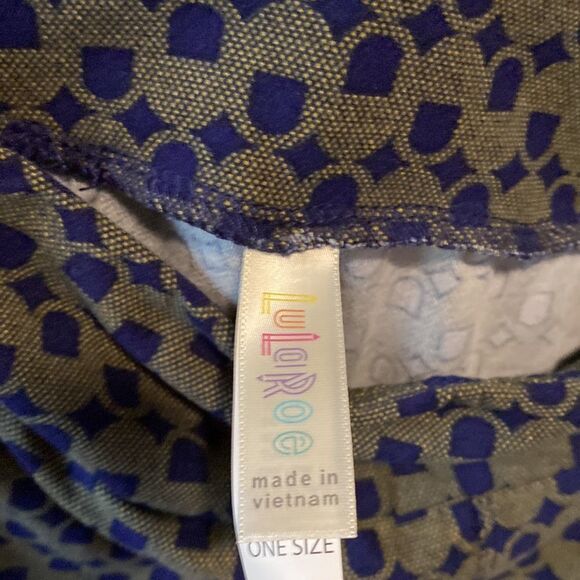 LuLaRoe
made in
vietnam
ONE SIZE